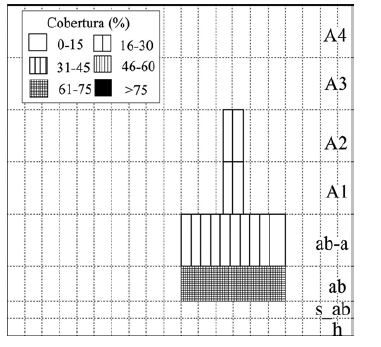 Cobertura (%)
0-15 16-30
31-45 46-60
61-75 >75
A4
A3
A2
A1
ab-a
ab
s_ab
h